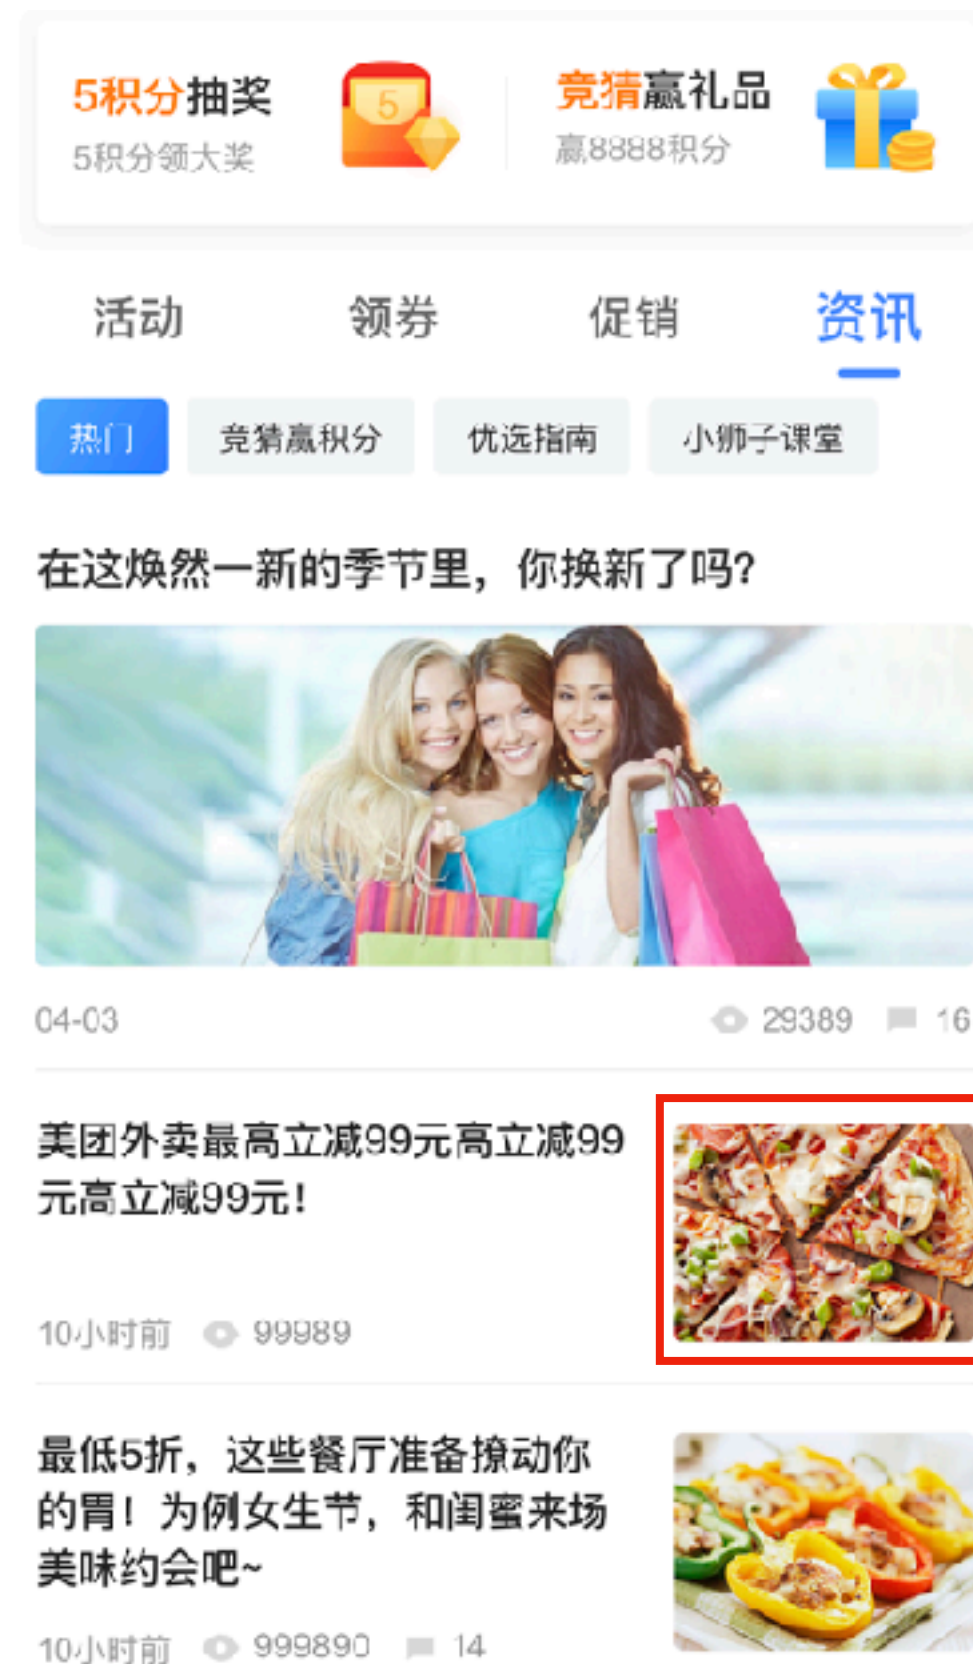 5积分抽奖
5积分领大奖
5
竞猜赢礼品
赢8888积分
活动 领券 促销 资讯
热门 竞猜赢积分 优选指南 小狮子课堂
在这焕然一新的季节里，你换新了吗？
04-03 29389 16
美团外卖最高立减99元高立减99
元高立减99元！
10小时前 99989
最低5折，这些餐厅准备撩动你
的胃！为例女生节，和闺蜜来场
美味约会吧~
10小时前 999890 14